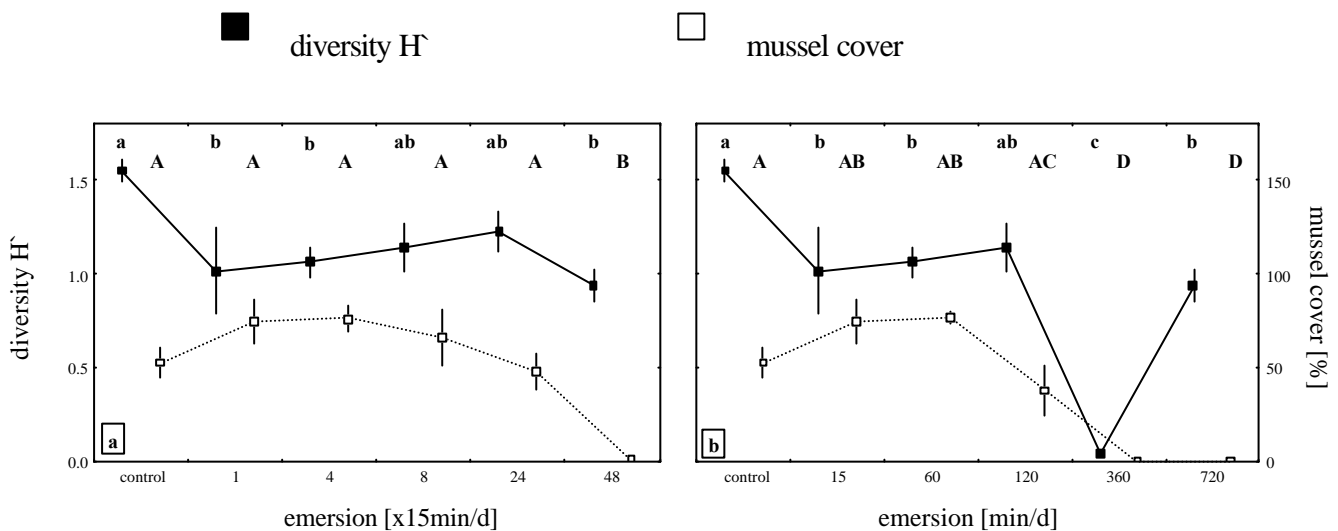 diversity H`
mussel cover
a b b ab ab b
A A A A A B
a b b ab c b
A AB AB AC D D
1.5
1.0
0.5
0.0
diversity H`
150
100
50
0
mussel cover [%]
a
b
control 1 4 8 24 48
control 15 60 120 360 720
emersion [x15min/d]
emersion [min/d]